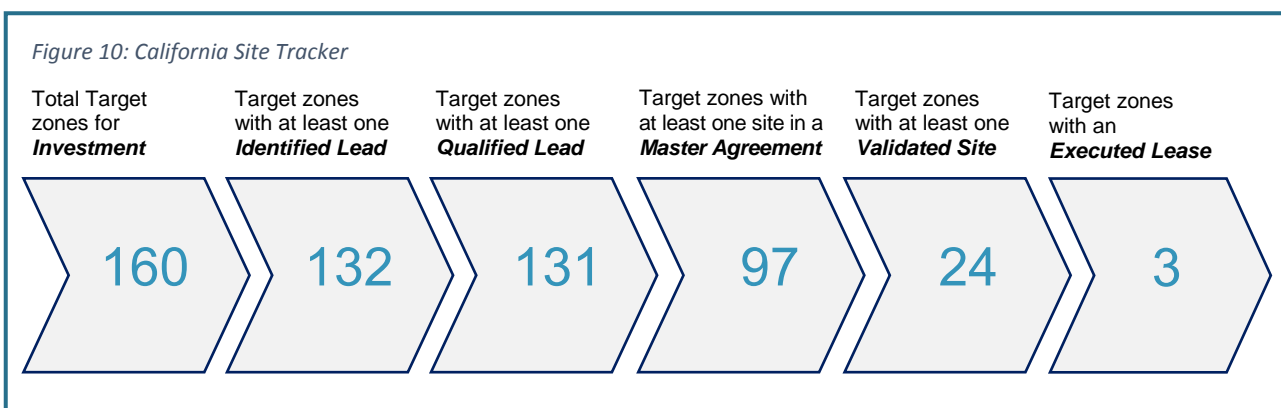 Figure 10: California Site Tracker
Total Target
zones for
Investment
Target zones
with at least one
Identified Lead
Target zones
with at least one
Qualified Lead
Target zones with
at least one site in a
Master Agreement
Target zones
with at least one
Validated Site
Target zones
with an
Executed Lease
160
132
131
97
24
3